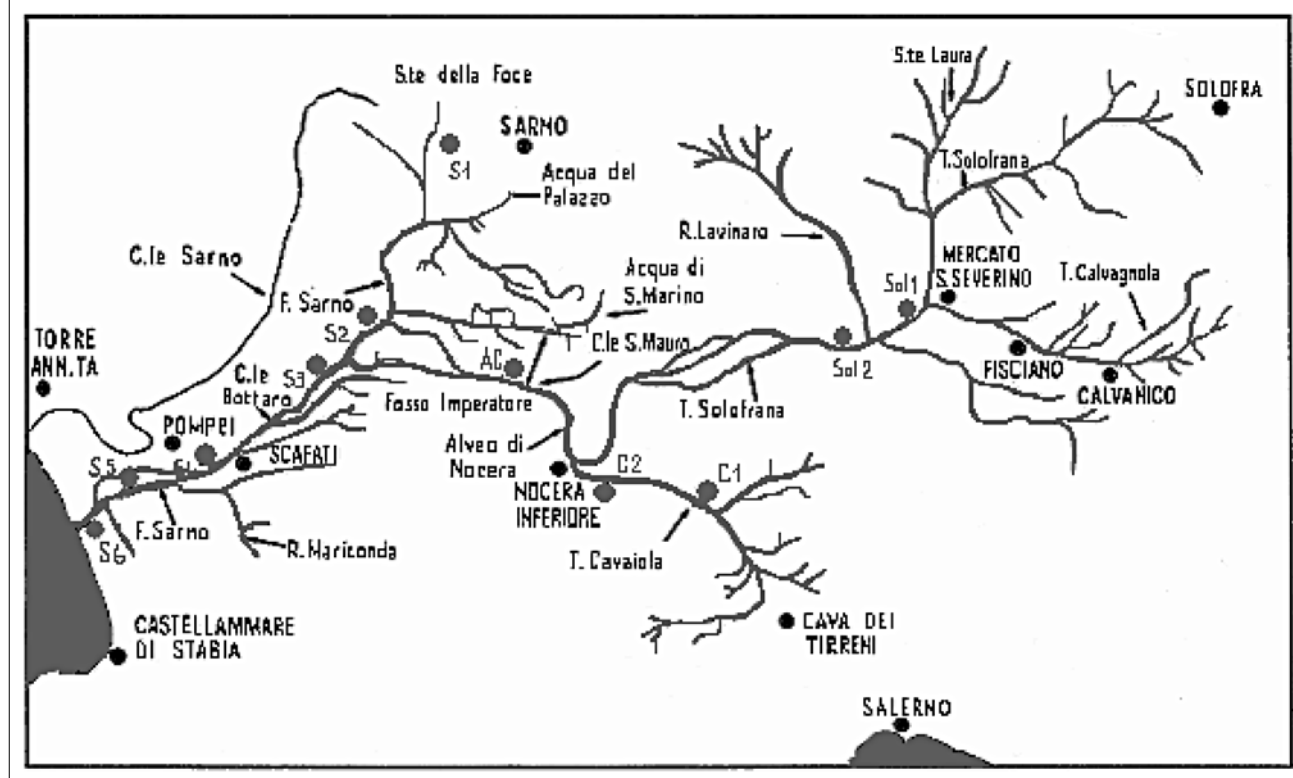 S.te Laura
SOLOFRA
S.te della Foce
SARNO
S1
T.Solofrana
Acqua del
Palazzo
R.Lavinaro
C.le Sarno
MERCATO
S.SEVERINO
Acqua di
S.Marino
T. Calvagnola
Sol1
F. Sarno
S2
TORRE
ANN.TA
C.le S.Mauro
AC
S3
Sol2
FISCIANO
C.le
Bottaro
CALVANICO
Fosso Imperatore
T. Solofrana
POMPEI
Alveo di
Nocera
SCAFATI
S5
C2
C1
NOCERA
INFERIORE
F.Sarno
R.Mariconda
S6
T. Cavaiola
CASTELLAMMARE
DI STABIA
CAVA DEI
TIRRENI
SALERNO